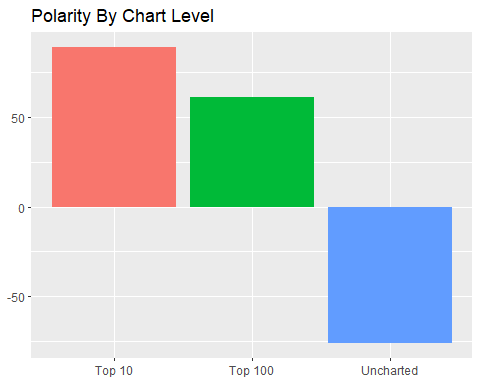 Polarity By Chart Level
50
0
-50
Top 10
Top 100
Uncharted